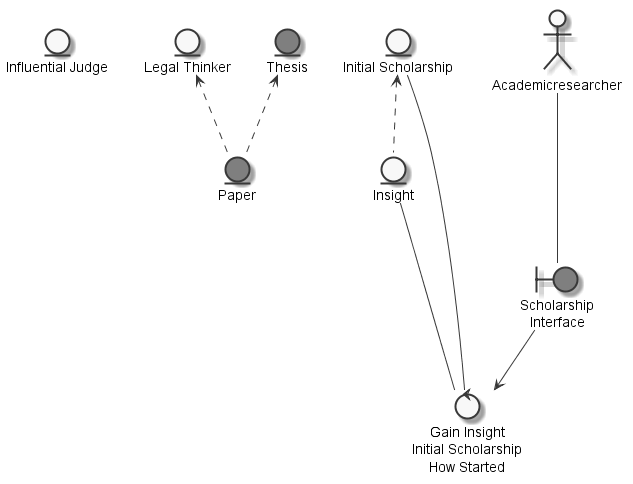 Influential Judge
Legal Thinker
Thesis
Initial Scholarship
Academicresearcher
Paper
Insight
Scholarship
Interface
Gain Insight
Initial Scholarship
How Started